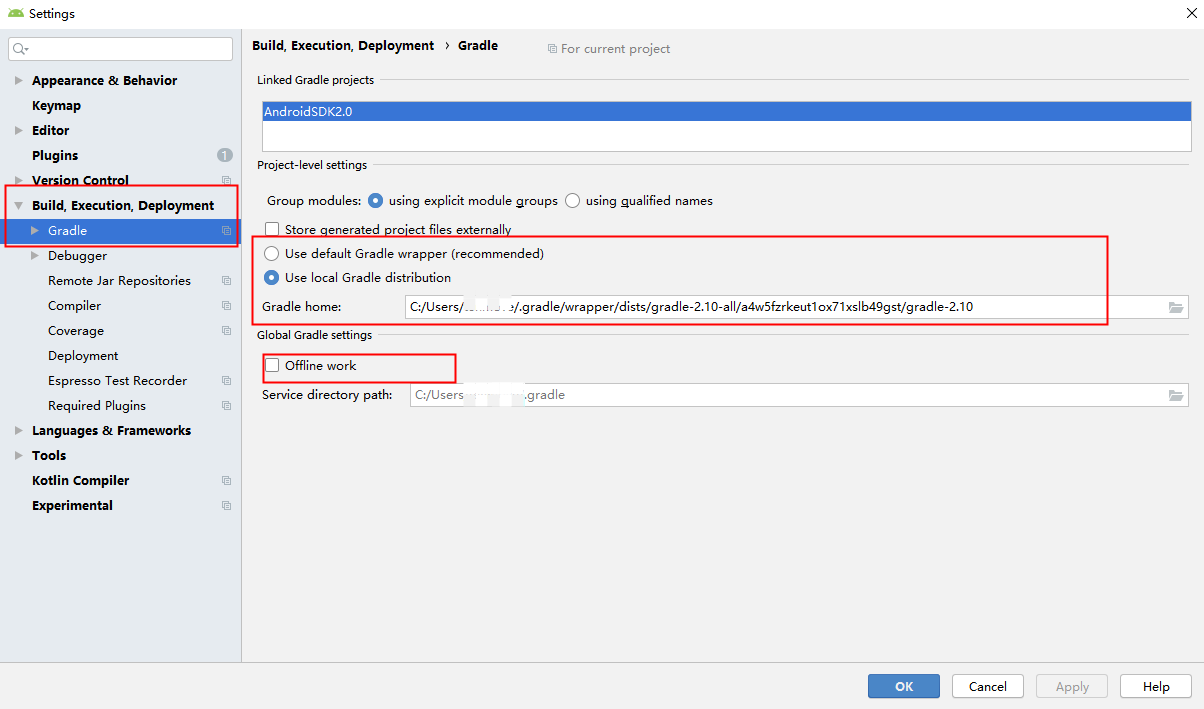 Settings
Appearance & Behavior
Keymap
Editor
Plugins 1
Version Control
Build, Execution, Deployment
Gradle
Debugger
Remote Jar Repositories
Compiler
Coverage
Deployment
Espresso Test Recorder
Required Plugins
Languages & Frameworks
Tools
Kotlin Compiler
Experimental
Build, Execution, Deployment › Gradle For current project
Linked Gradle projects
AndroidSDK2.0
Project-level settings
Group modules: using explicit module groups using qualified names
Store generated project files externally
Use default Gradle wrapper (recommended)
Use local Gradle distribution
Gradle home: C:/Users/ /.gradle/wrapper/dists/gradle-2.10-all/a4w5fzrkeut1ox71xslb49gst/gradle-2.10
Global Gradle settings
Offline work
Service directory path: C:/Users .gradle
OK Cancel Apply Help